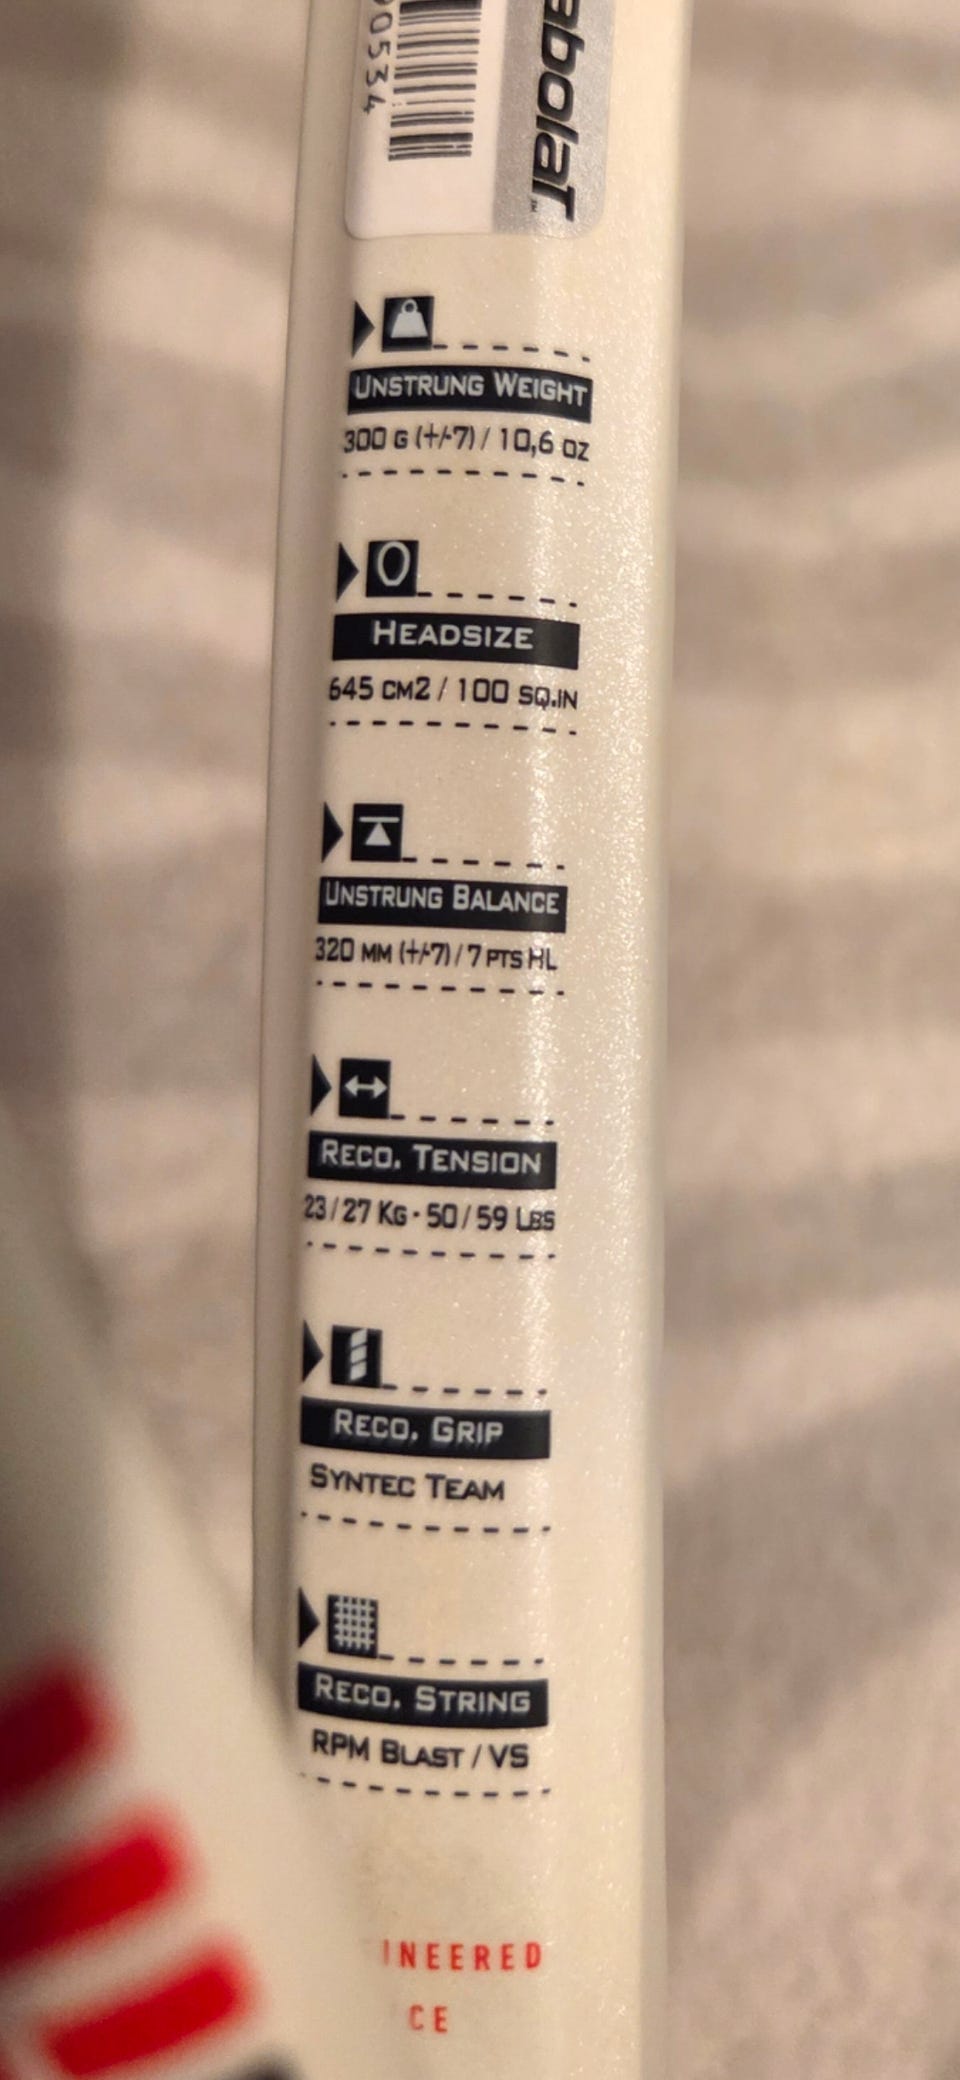 90534
abolaT
UNSTRUNG WEIGHT
300 G (+/-7) / 10,6 OZ
HEADSIZE
645 CM2 / 100 SQ.IN
UNSTRUNG BALANCE
320 MM (+/-7) / 7 PTS HL
RECO. TENSION
23 / 27 KG · 50 / 59 LBS
RECO. GRIP
SYNTEC TEAM
RECO. STRING
RPM BLAST / VS
INEERED
CE